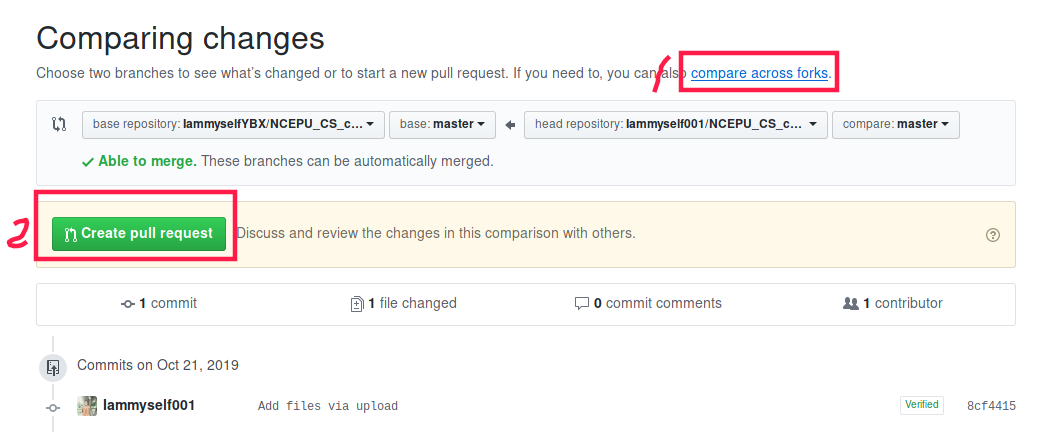 Comparing changes
Choose two branches to see what's changed or to start a new pull request. If you need to, you can also compare across forks.
1
base repository: IammyselfYBX/NCEPU_CS_c... base: master head repository: Iammyself001/NCEPU_CS_c... compare: master
Able to merge. These branches can be automatically merged.
2
Create pull request Discuss and review the changes in this comparison with others.
1 commit 1 file changed 0 commit comments 1 contributor
Commits on Oct 21, 2019
Iammyself001 Add files via upload Verified 8cf4415